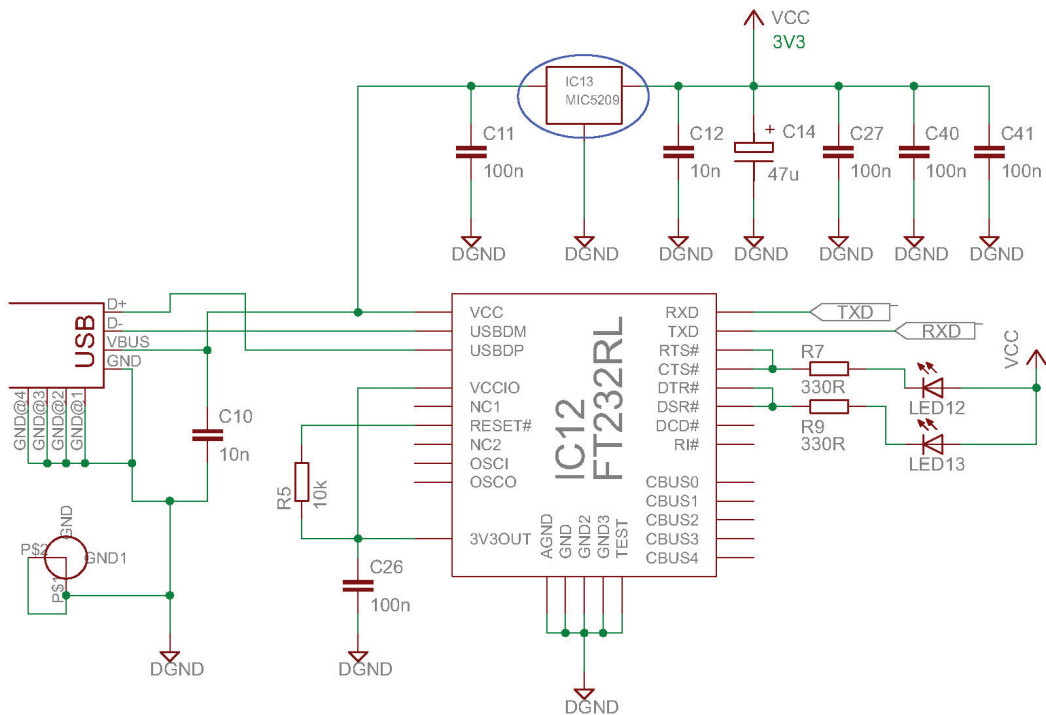 VCC
3V3
IC13
MIC5209
C11
100n
C12
10n
+
C14
47u
C27
100n
C40
100n
C41
100n
DGND
DGND
DGND
DGND
DGND
DGND
DGND
USB
D+
D-
VBUS
GND
GND@4
GND@3
GND@2
GND@1
C10
10n
GND
P$2
GND1
P$1
DGND
R5
10k
C26
100n
DGND
IC12
FT232RL
VCC
USBDM
USBDP
VCCIO
NC1
RESET#
NC2
OSCI
OSCO
3V3OUT
RXD
TXD
RTS#
CTS#
DTR#
DSR#
DCD#
RI#
CBUS0
CBUS1
CBUS2
CBUS3
CBUS4
AGND
GND
GND2
GND3
TEST
DGND
TXD
RXD
R7
330R
R9
330R
LED12
LED13
VCC